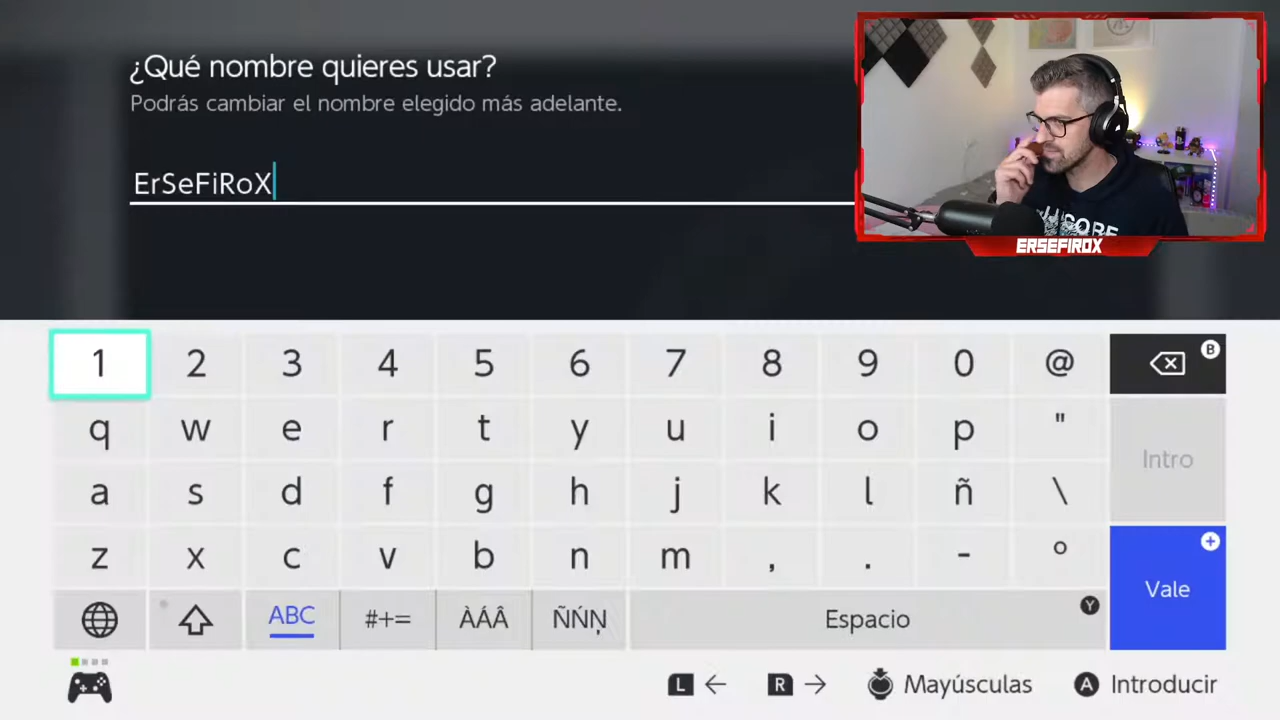 ¿Qué nombre quieres usar?
Podrás cambiar el nombre elegido más adelante.
ErSeFiRoX
ERSEFIROX
1 2 3 4 5 6 7 8 9 0 @ B
q w e r t y u i o p "
Intro
a s d f g h j k l ñ \
z x c v b n m , . - º +
Vale
ABC #+= ÀÁÂ ÑŃŅ Espacio Y
L ← R → Mayúsculas A Introducir